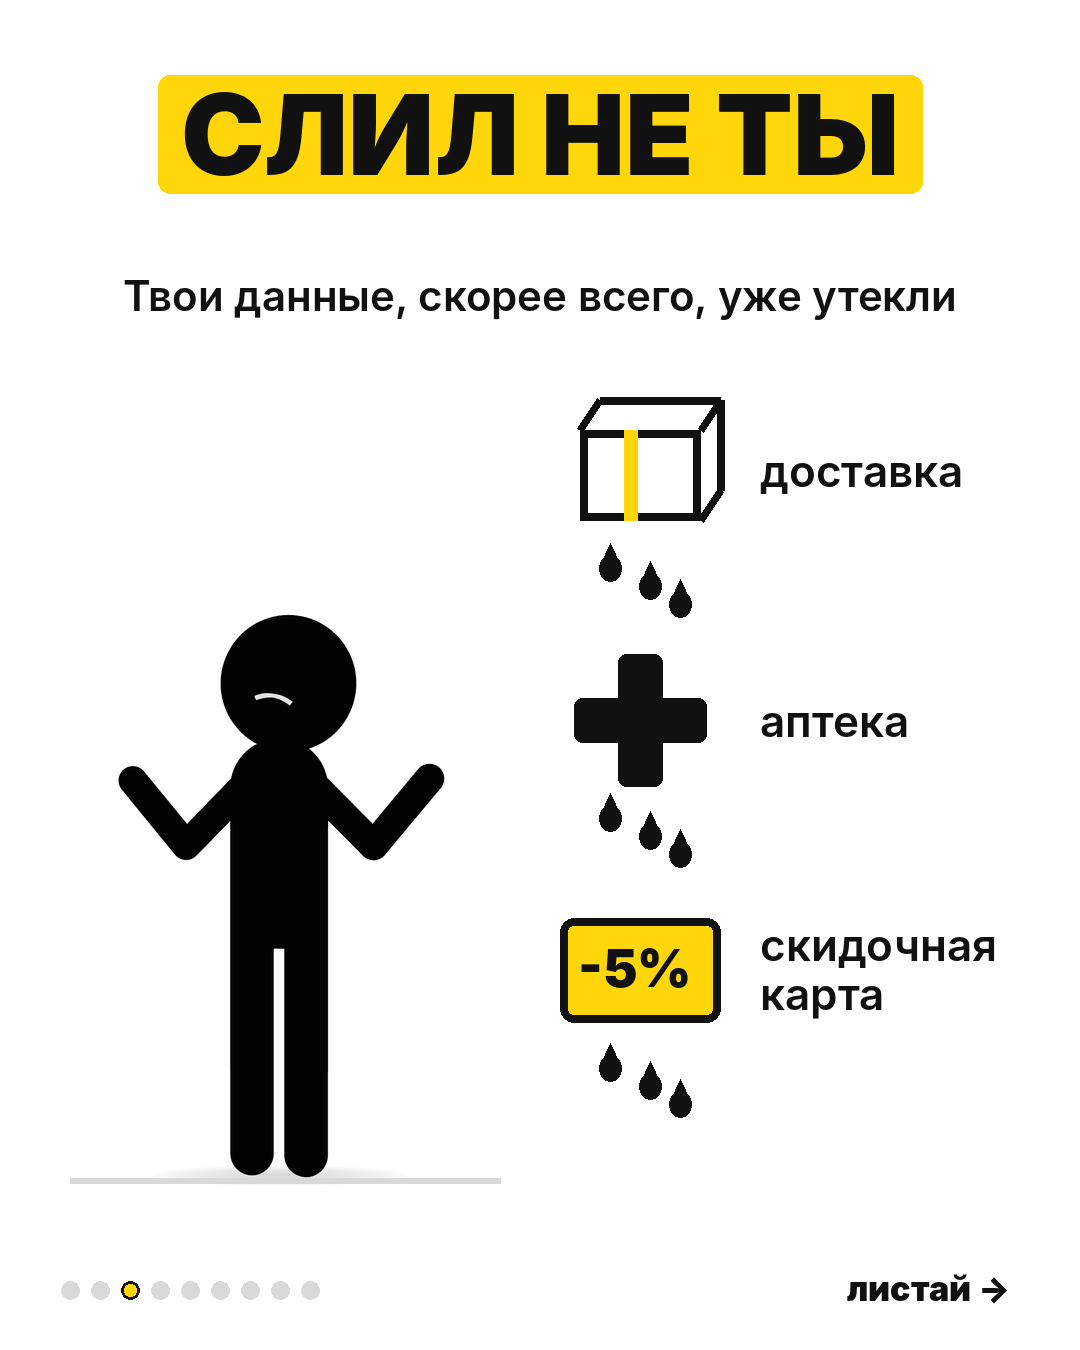 СЛИЛ НЕ ТЫ
Твои данные, скорее всего, уже утекли
доставка
аптека
-5%
скидочная
карта
листай →